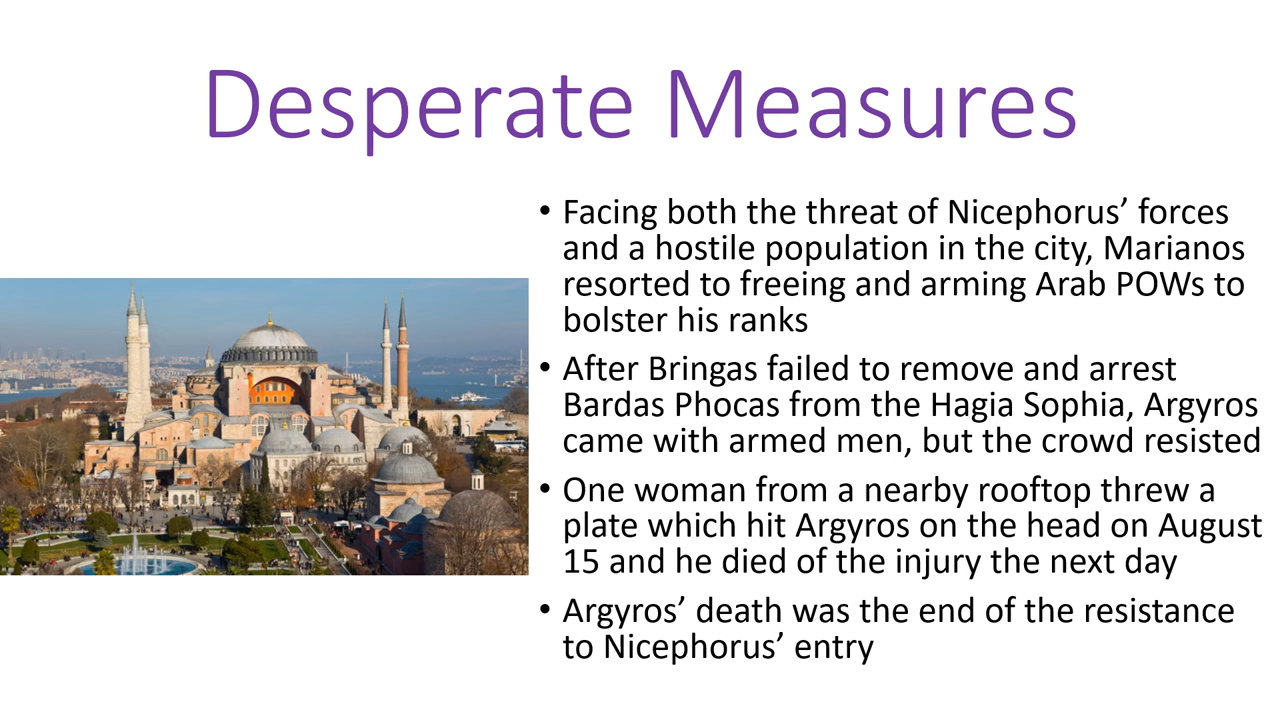 Desperate Measures
• Facing both the threat of Nicephorus’ forces
and a hostile population in the city, Marianos
resorted to freeing and arming Arab POWs to
bolster his ranks
• After Bringas failed to remove and arrest
Bardas Phocas from the Hagia Sophia, Argyros
came with armed men, but the crowd resisted
• One woman from a nearby rooftop threw a
plate which hit Argyros on the head on August
15 and he died of the injury the next day
• Argyros’ death was the end of the resistance
to Nicephorus’ entry